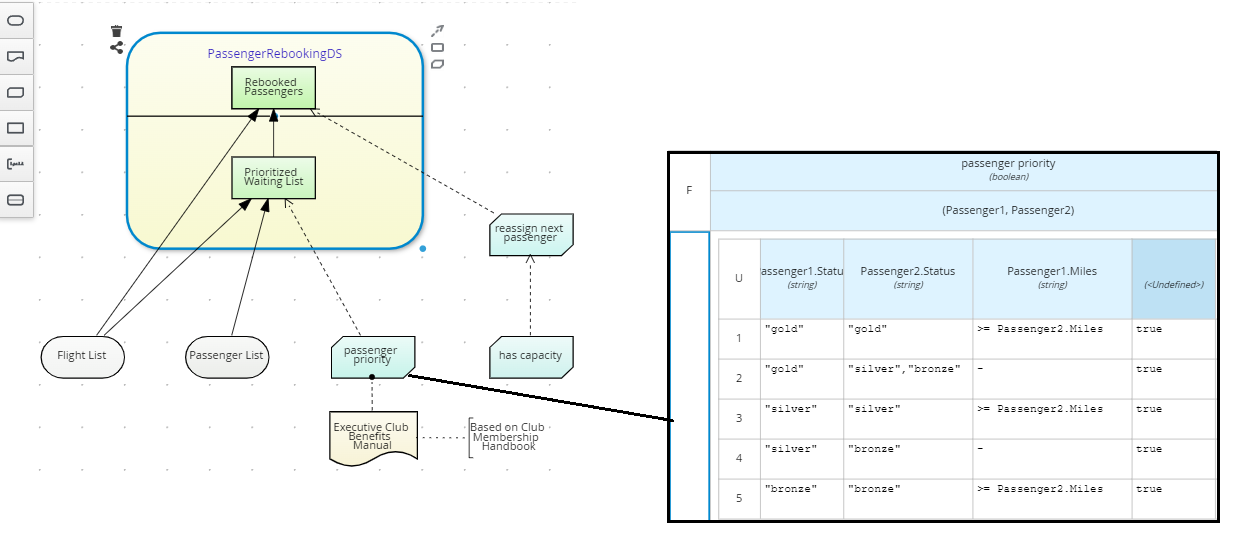 PassengerRebookingDS
Rebooked
Passengers
Prioritized
Waiting List
reassign next
passenger
Flight List
Passenger List
passenger
priority
has capacity
Executive Club
Benefits
Manual
Based on Club
Membership
Handbook
F
passenger priority
(boolean)
(Passenger1, Passenger2)
U
assenger1.Statu
(string)
Passenger2.Status
(string)
Passenger1.Miles
(string)
(<Undefined>)
1 "gold" "gold" >= Passenger2.Miles true
2 "gold" "silver","bronze" - true
3 "silver" "silver" >= Passenger2.Miles true
4 "silver" "bronze" - true
5 "bronze" "bronze" >= Passenger2.Miles true